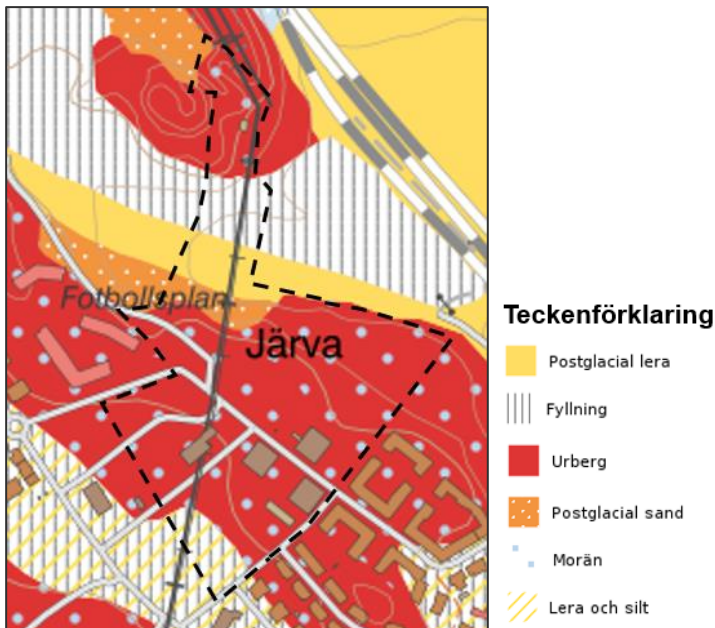 Fotbollsplan
Järva
Teckenförklaring
Postglacial lera
Fyllning
Urberg
Postglacial sand
Morän
Lera och silt